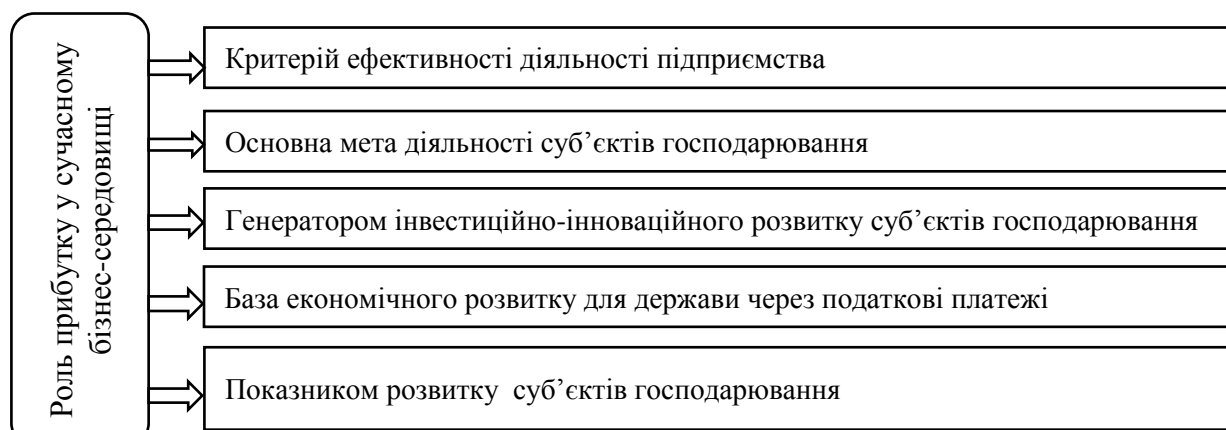 Роль прибутку у сучасному
бізнес-середовищі
Критерій ефективності діяльності підприємства
Основна мета діяльності суб’єктів господарювання
Генератором інвестиційно-інноваційного розвитку суб’єктів господарювання
База економічного розвитку для держави через податкові платежі
Показником розвитку суб’єктів господарювання